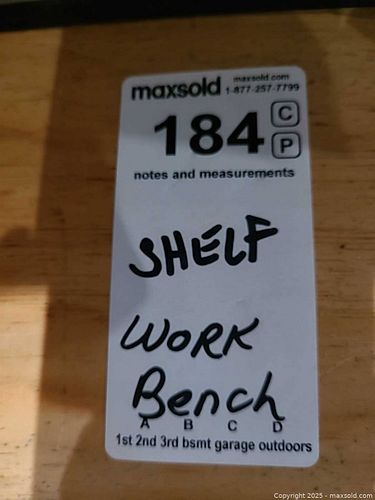 maxsold maxsold.com
1-877-257-7799
184 C
P
notes and measurements
SHELF
WORK
Bench
A B C D
1st 2nd 3rd bsmt garage outdoors
Copyright 2025 - maxsold.com